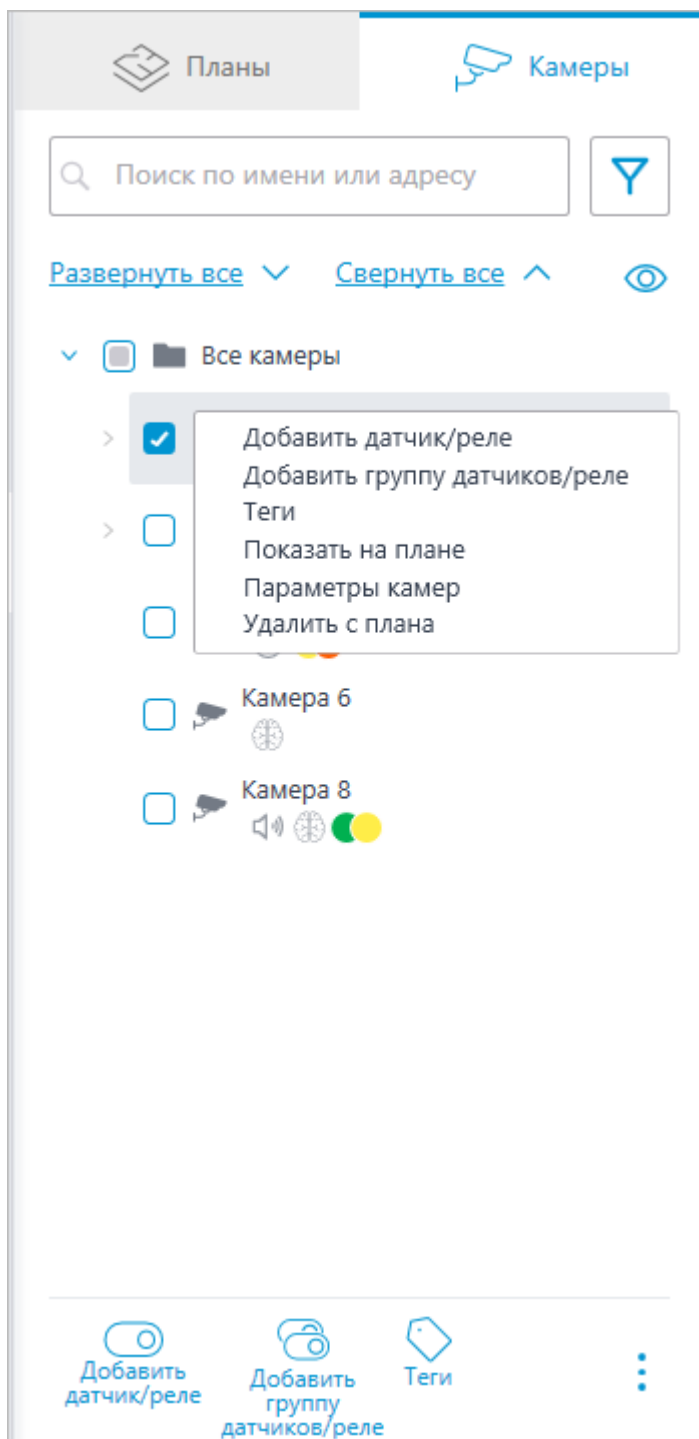 Планы
Камеры
Поиск по имени или адресу
Развернуть все
Свернуть все
Все камеры
Добавить датчик/реле
Добавить группу датчиков/реле
Теги
Показать на плане
Параметры камер
Удалить с плана
Камера 6
Камера 8
Добавить
датчик/реле
Добавить
группу
датчиков/реле
Теги